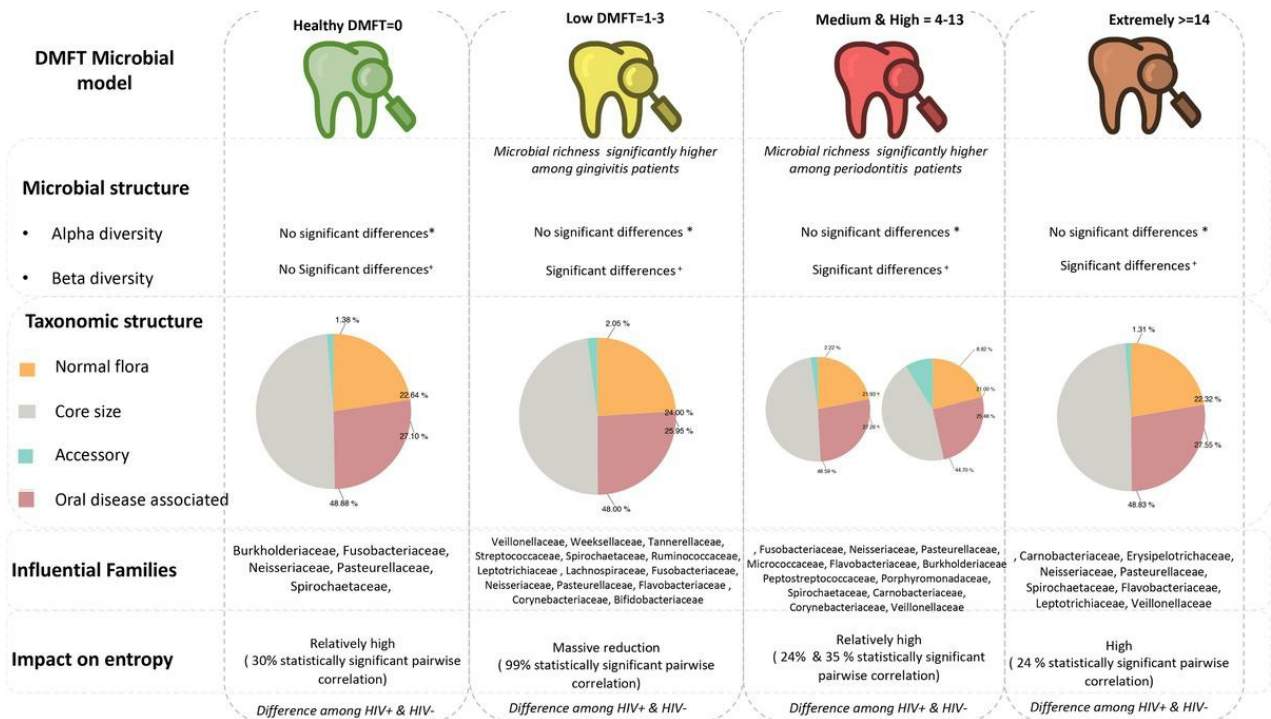 Healthy DMFT=0
Low DMFT=1-3
Medium & High = 4-13
Extremely >=14
DMFT Microbial
model
Microbial richness significantly higher
among gingivitis patients
Microbial richness significantly higher
among periodontitis patients
Microbial structure
• Alpha diversity
No significant differences*
No significant differences *
No significant differences *
No significant differences *
• Beta diversity
No Significant differences⁺
Significant differences ⁺
Significant differences ⁺
Significant differences ⁺
Taxonomic structure
Normal flora
Core size
Accessory
Oral disease associated
1.38 %
22.64 %
27.10 %
48.88 %
2.05 %
24.00 %
25.95 %
48.00 %
2.22 %
48.59 %
21.00 %
44.70 %
1.31 %
22.32 %
27.55 %
48.83 %
Influential Families
Burkholderiaceae, Fusobacteriaceae,
Neisseriaceae, Pasteurellaceae,
Spirochaetaceae,
Veillonellaceae, Weeksellaceae, Tannerellaceae,
Streptococcaceae, Spirochaetaceae, Ruminococcaceae,
Leptotrichiaceae , Lachnospiraceae, Fusobacteriaceae,
Neisseriaceae, Pasteurellaceae, Flavobacteriaceae ,
Corynebacteriaceae, Bifidobacteriaceae
, Fusobacteriaceae, Neisseriaceae, Pasteurellaceae,
Micrococcaceae, Flavobacteriaceae, Burkholderiaceae
Peptostreptococcaceae, Porphyromonadaceae,
Spirochaetaceae, Carnobacteriaceae,
Corynebacteriaceae, Veillonellaceae
, Carnobacteriaceae, Erysipelotrichaceae,
Neisseriaceae, Pasteurellaceae,
Spirochaetaceae, Flavobacteriaceae,
Leptotrichiaceae, Veillonellaceae
Impact on entropy
Relatively high
( 30% statistically significant pairwise
correlation)
Massive reduction
( 99% statistically significant pairwise
correlation)
Relatively high
( 24% & 35 % statistically significant
pairwise correlation)
High
( 24 % statistically significant pairwise
correlation)
Difference among HIV+ & HIV-
Difference among HIV+ & HIV-
Difference among HIV+ & HIV-
Difference among HIV+ & HIV-